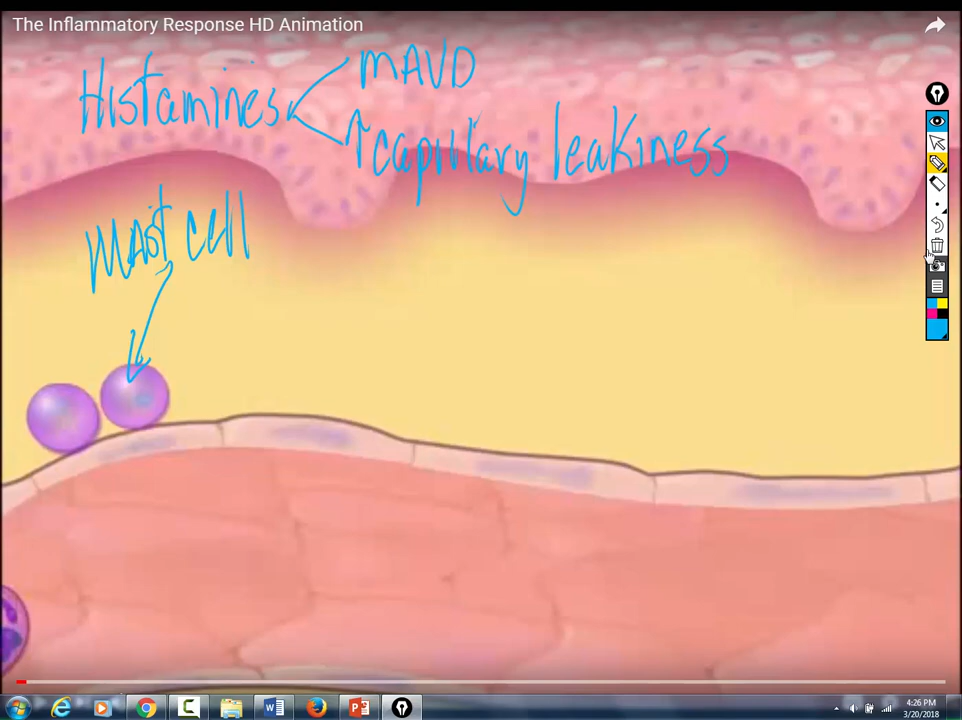 The Inflammatory Response HD Animation
Histamines
MAVD
↑capillary leakiness
Mast cell
4:26 PM
3/20/2018